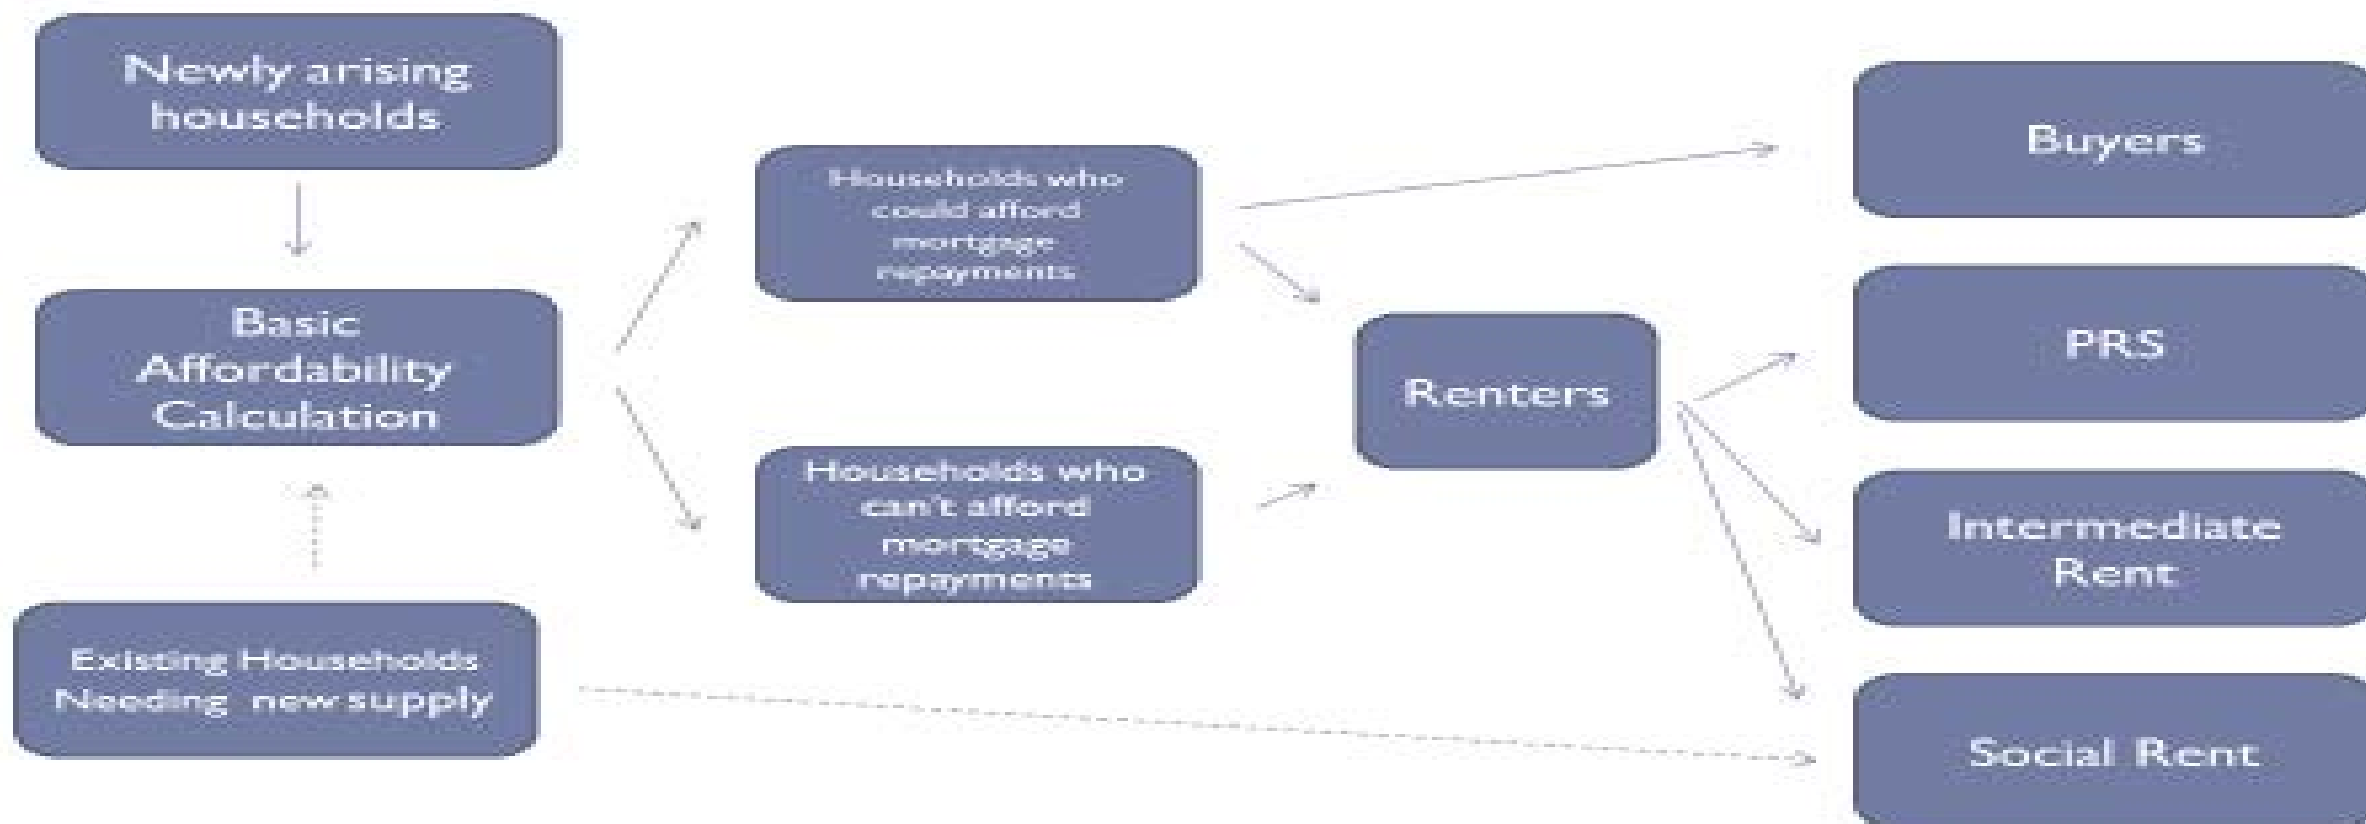 Newly arising
households
Basic
Affordability
Calculation
Existing Households
Needing new supply
Households who
could afford
mortgage
repayments
Households who
can't afford
mortgage
repayments
Renters
Buyers
PRS
Intermediate
Rent
Social Rent